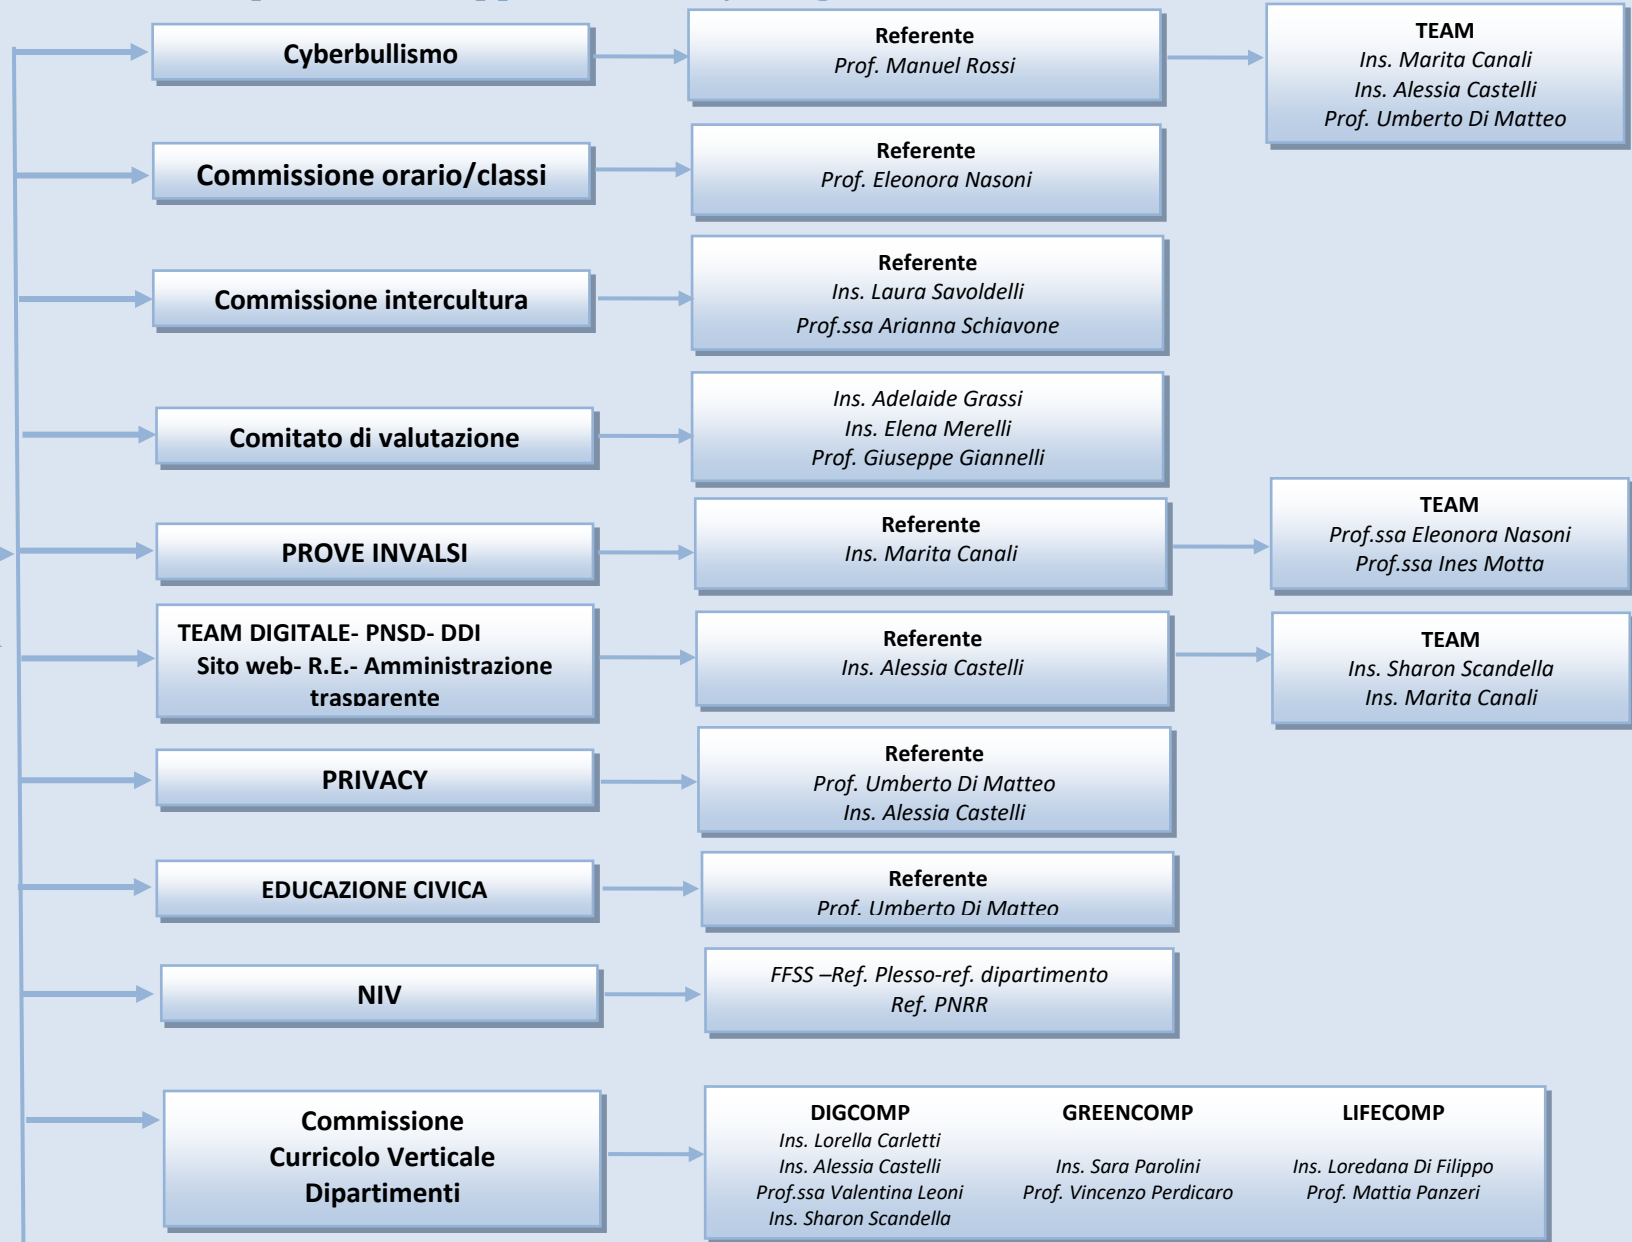 Cyberbullismo
Referente
Prof. Manuel Rossi
TEAM
Ins. Marita Canali
Ins. Alessia Castelli
Prof. Umberto Di Matteo
Commissione orario/classi
Referente
Prof. Eleonora Nasoni
Commissione intercultura
Referente
Ins. Laura Savoldelli
Prof.ssa Arianna Schiavone
Comitato di valutazione
Ins. Adelaide Grassi
Ins. Elena Merelli
Prof. Giuseppe Giannelli
PROVE INVALSI
Referente
Ins. Marita Canali
TEAM
Prof.ssa Eleonora Nasoni
Prof.ssa Ines Motta
TEAM DIGITALE- PNSD- DDI
Sito web- R.E.- Amministrazione
trasparente
Referente
Ins. Alessia Castelli
TEAM
Ins. Sharon Scandella
Ins. Marita Canali
PRIVACY
Referente
Prof. Umberto Di Matteo
Ins. Alessia Castelli
EDUCAZIONE CIVICA
Referente
Prof. Umberto Di Matteo
NIV
FFSS –Ref. Plesso-ref. dipartimento
Ref. PNRR
Commissione
Curricolo Verticale
Dipartimenti
DIGCOMP
Ins. Lorella Carletti
Ins. Alessia Castelli
Prof.ssa Valentina Leoni
Ins. Sharon Scandella
GREENCOMP
Ins. Sara Parolini
Prof. Vincenzo Perdicaro
LIFECOMP
Ins. Loredana Di Filippo
Prof. Mattia Panzeri